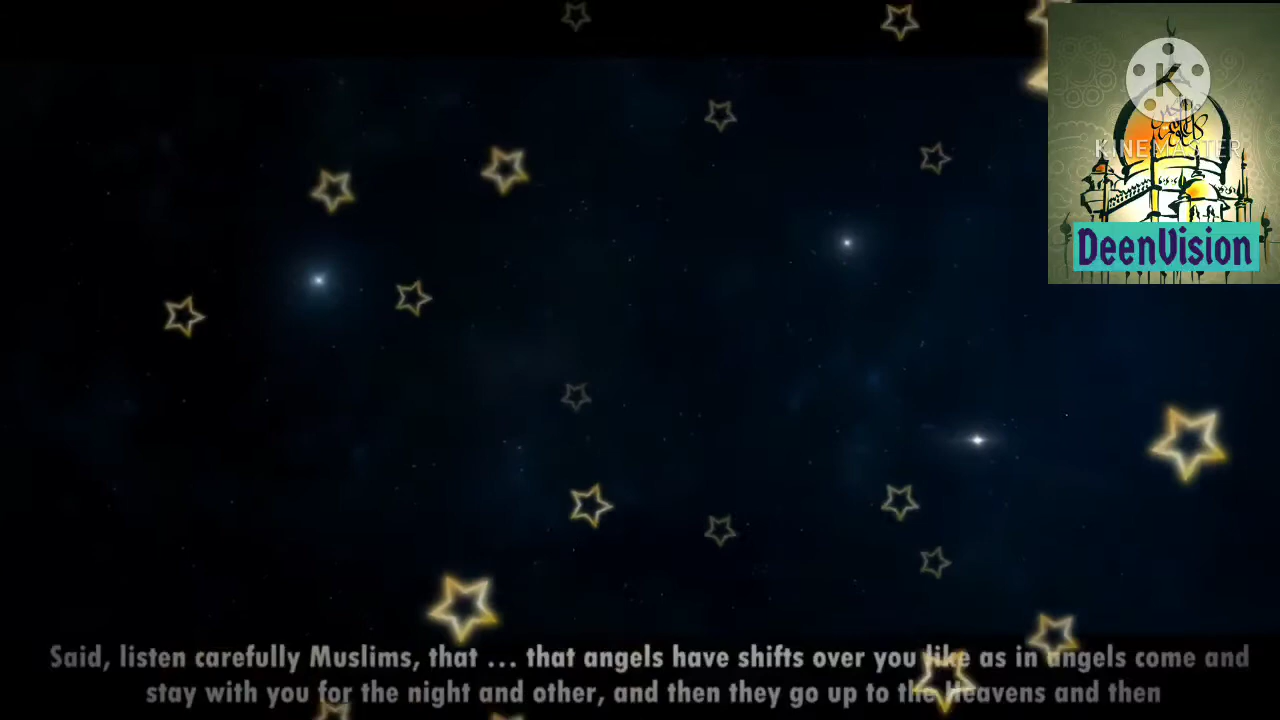 K
KINEMASTER
DeenVision
Said, listen carefully Muslims, that ... that angels have shifts over you like as in angels come and
stay with you for the night and other, and then they go up to the Heavens and then